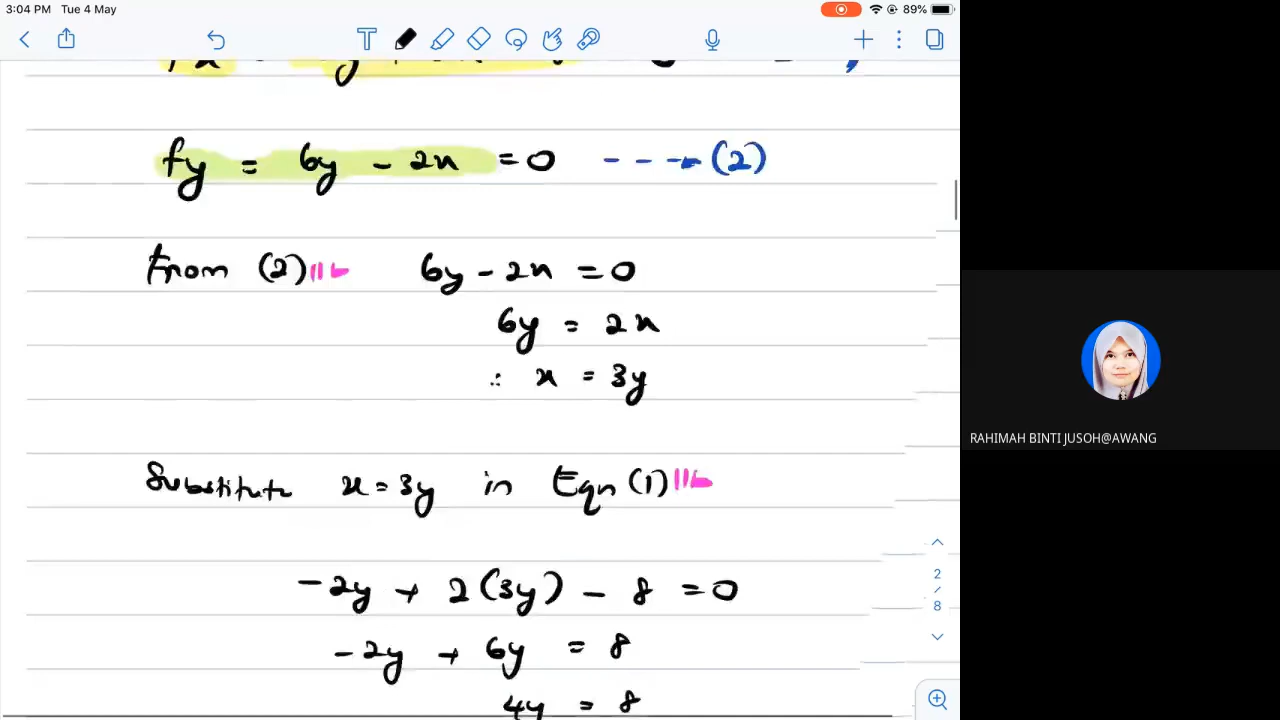 3:04 PM Tue 4 May 89%
fy = 6y - 2x = 0 ---→ (2)
From (2) 6y - 2x = 0
6y = 2x
∴ x = 3y
Substitute x = 3y in Eqn (1)
-2y + 2(3y) - 8 = 0
-2y + 6y = 8
4y = 8
2
8
RAHIMAH BINTI JUSOH@AWANG